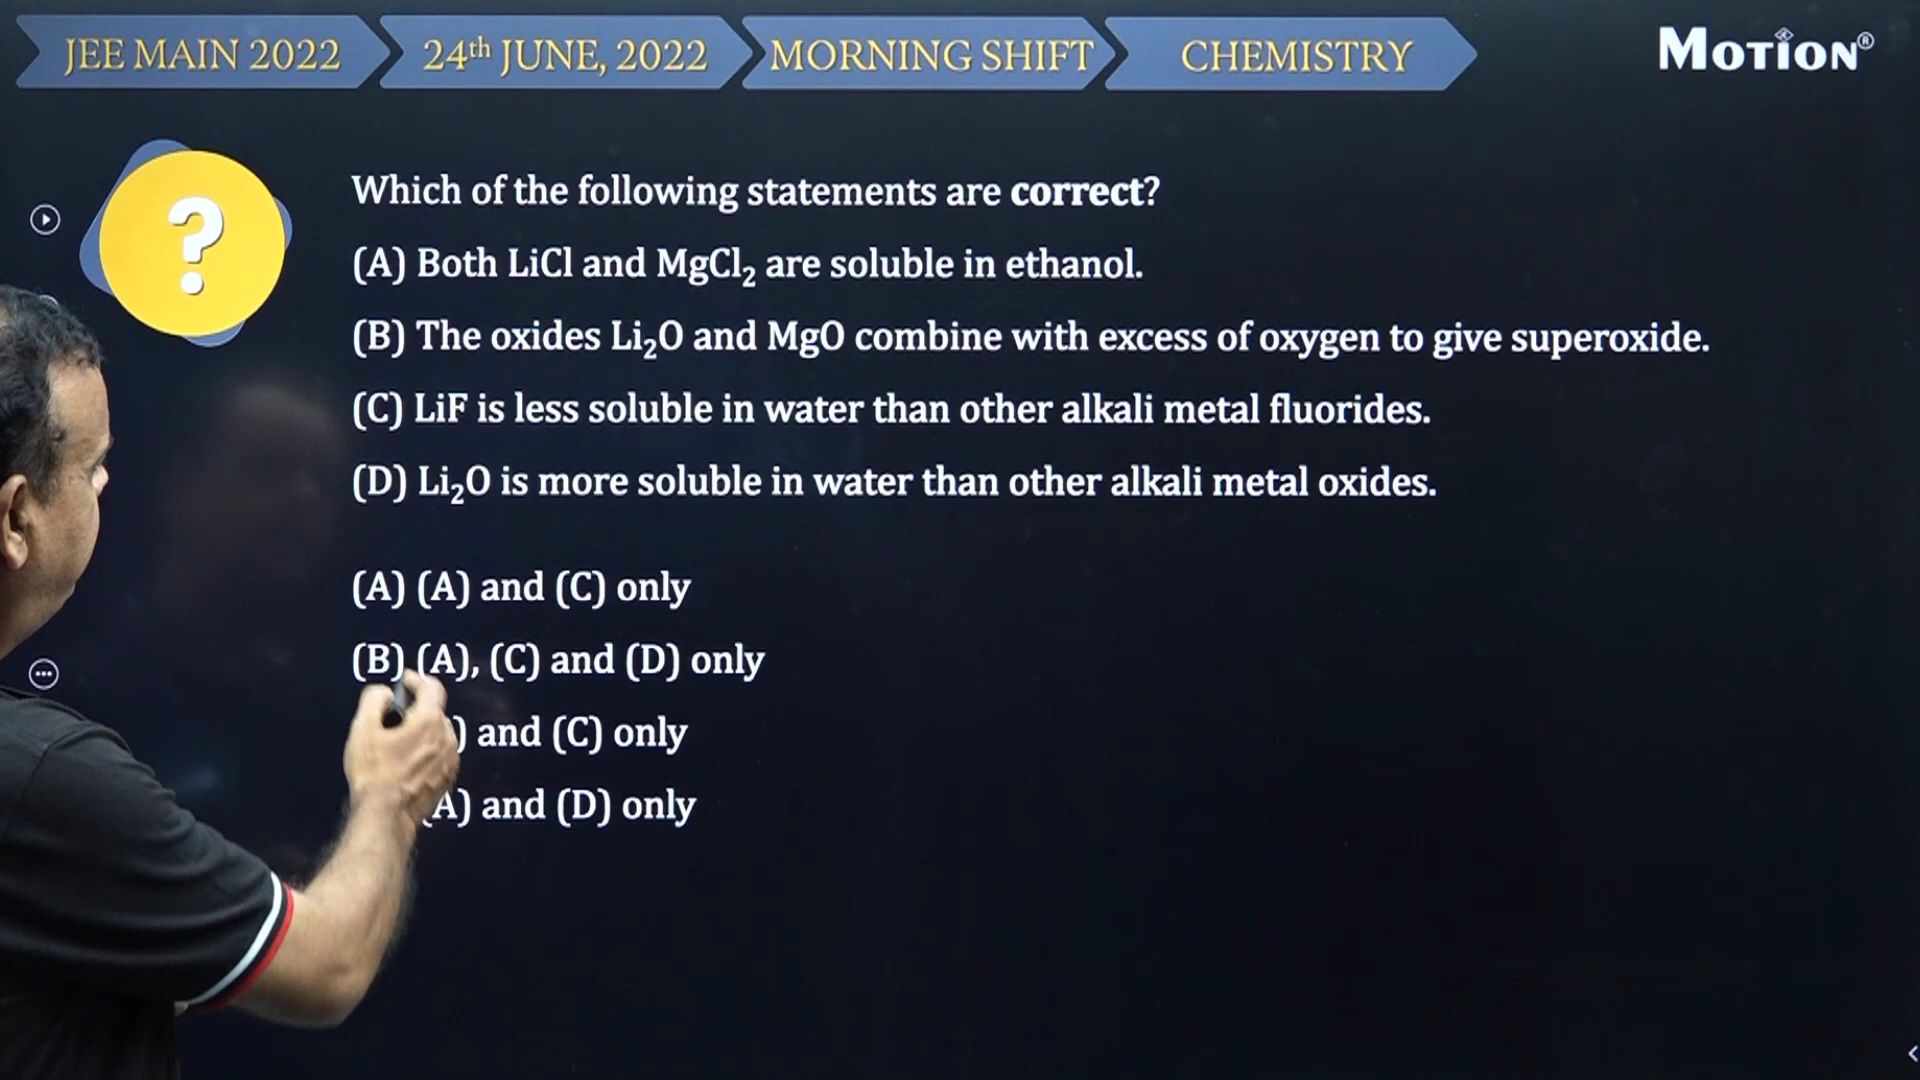 JEE MAIN 2022
24th JUNE, 2022
MORNING SHIFT
CHEMISTRY
MOTION®
?
Which of the following statements are correct?
(A) Both LiCl and MgCl₂ are soluble in ethanol.
(B) The oxides Li₂O and MgO combine with excess of oxygen to give superoxide.
(C) LiF is less soluble in water than other alkali metal fluorides.
(D) Li₂O is more soluble in water than other alkali metal oxides.
(A) (A) and (C) only
(B) (A), (C) and (D) only
) and (C) only
(A) and (D) only